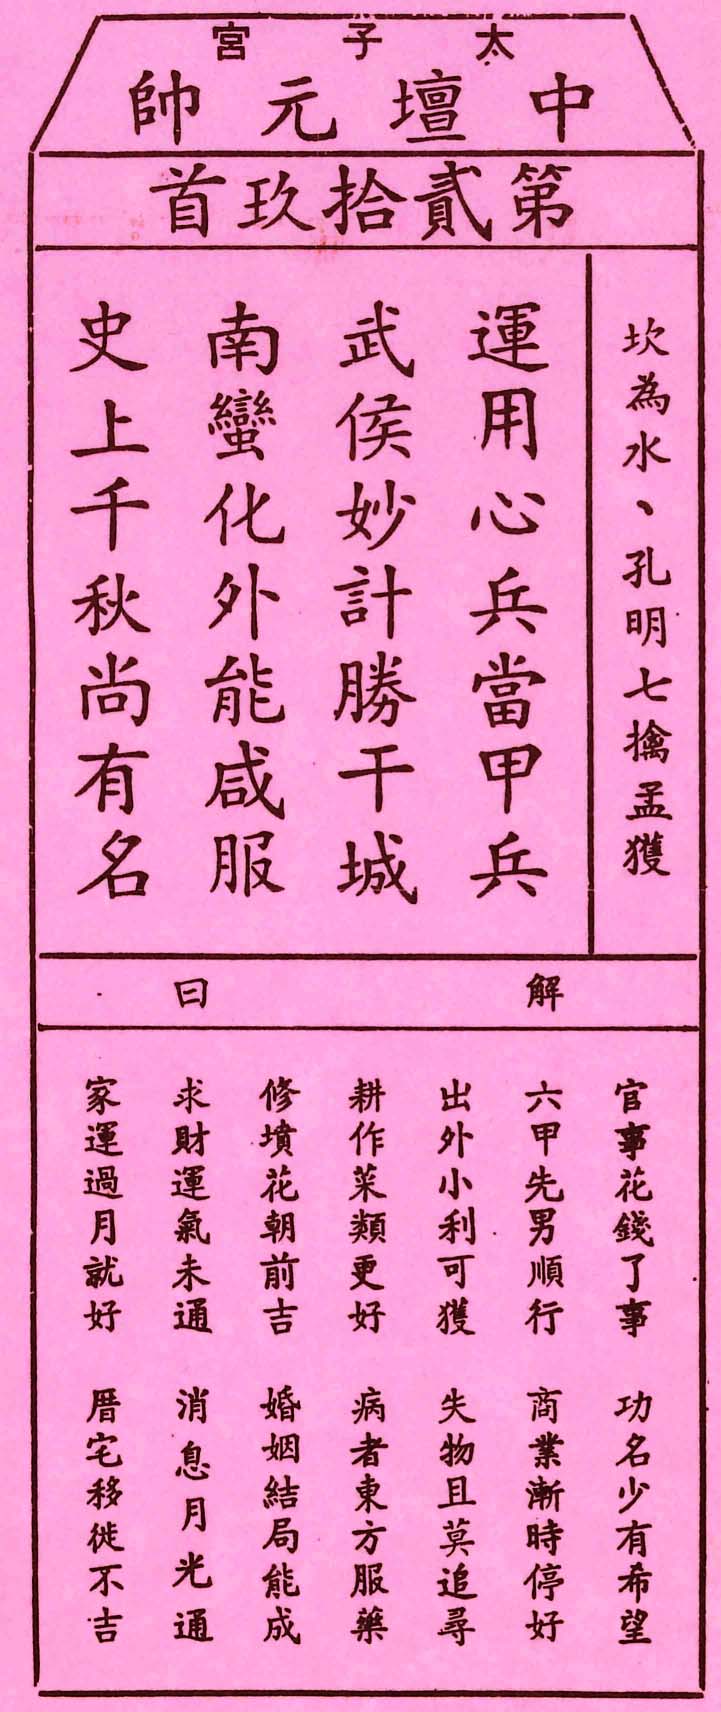 太子宮
中壇元帥
第貳拾玖首
坎為水、孔明七擒孟獲
運用心兵當甲兵
武侯妙計勝干城
南蠻化外能咸服
史上千秋尚有名
解曰
官事花錢了事 功名少有希望
六甲先男順行 商業漸時停好
出外小利可獲 失物且莫追尋
耕作菜類更好 病者東方服藥
修墳花朝前吉 婚姻結局能成
求財運氣未通 消息月光通
家運過月就好 厝宅移徙不吉